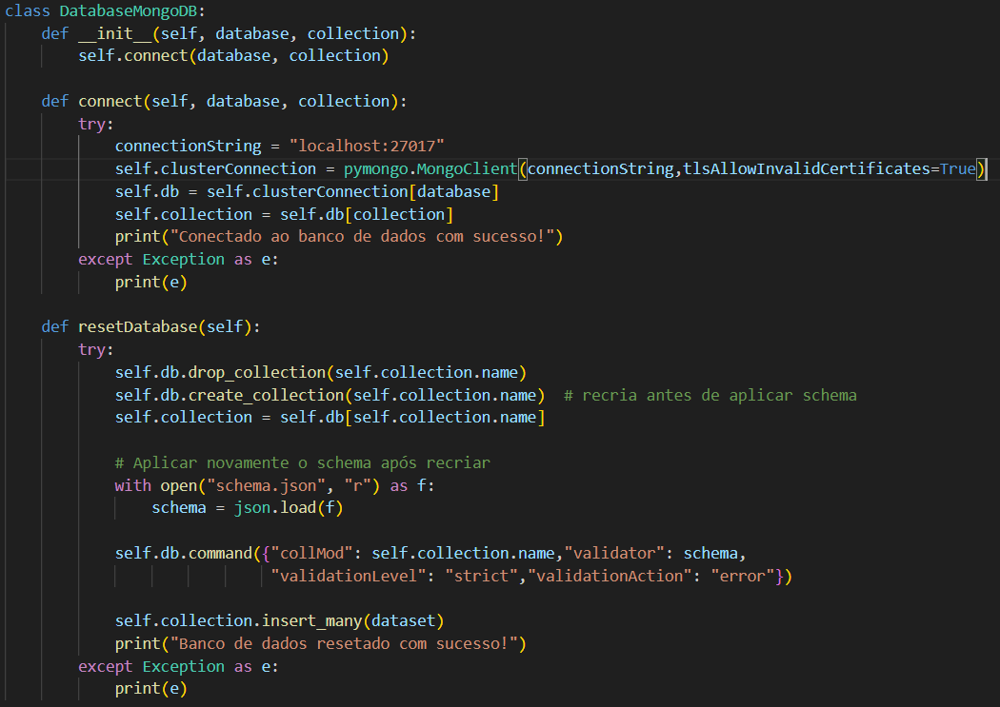 class DatabaseMongoDB:
    def __init__(self, database, collection):
        self.connect(database, collection)

    def connect(self, database, collection):
        try:
            connectionString = "localhost:27017"
            self.clusterConnection = pymongo.MongoClient(connectionString,tlsAllowInvalidCertificates=True)
            self.db = self.clusterConnection[database]
            self.collection = self.db[collection]
            print("Conectado ao banco de dados com sucesso!")
        except Exception as e:
            print(e)

    def resetDatabase(self):
        try:
            self.db.drop_collection(self.collection.name)
            self.db.create_collection(self.collection.name)  # recria antes de aplicar schema
            self.collection = self.db[self.collection.name]

            # Aplicar novamente o schema após recriar
            with open("schema.json", "r") as f:
                schema = json.load(f)

            self.db.command({"collMod": self.collection.name,"validator": schema,
                             "validationLevel": "strict","validationAction": "error"})

            self.collection.insert_many(dataset)
            print("Banco de dados resetado com sucesso!")
        except Exception as e:
            print(e)